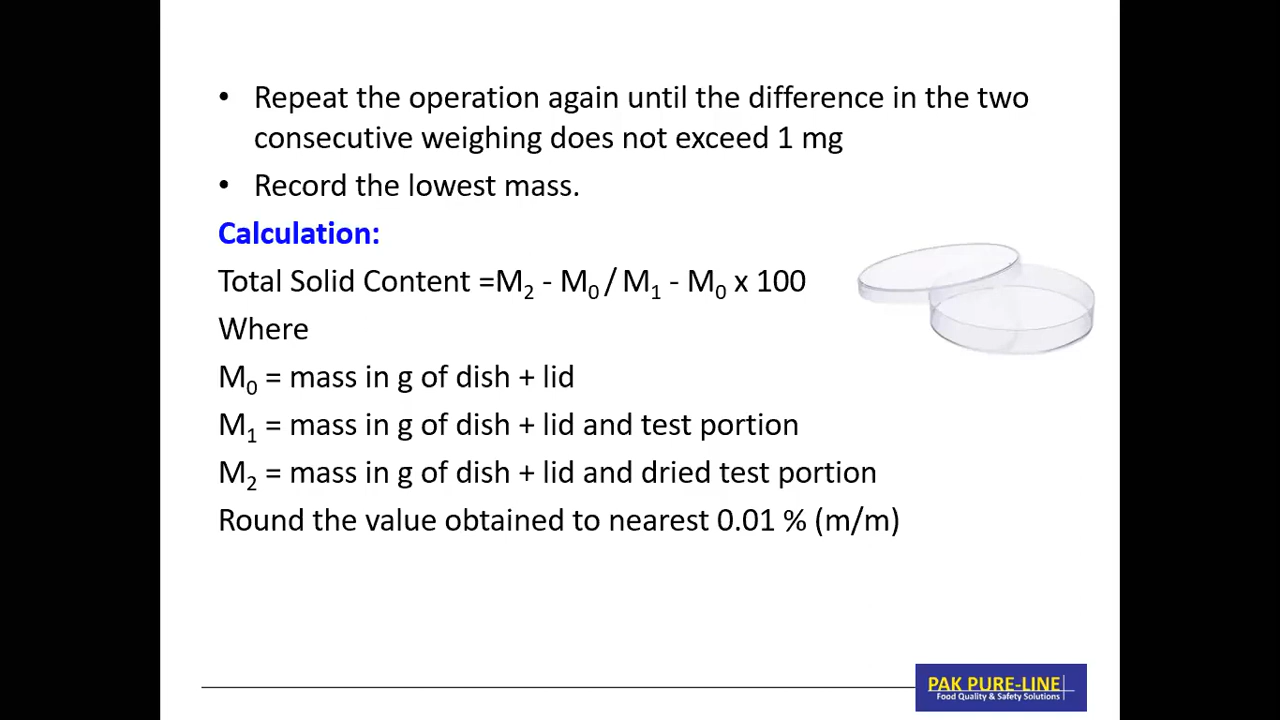 • Repeat the operation again until the difference in the two
consecutive weighing does not exceed 1 mg
• Record the lowest mass.
Calculation:
Total Solid Content =M₂ - M₀ / M₁ - M₀ x 100
Where
M₀ = mass in g of dish + lid
M₁ = mass in g of dish + lid and test portion
M₂ = mass in g of dish + lid and dried test portion
Round the value obtained to nearest 0.01 % (m/m)
PAK PURE-LINE
Food Quality & Safety Solutions